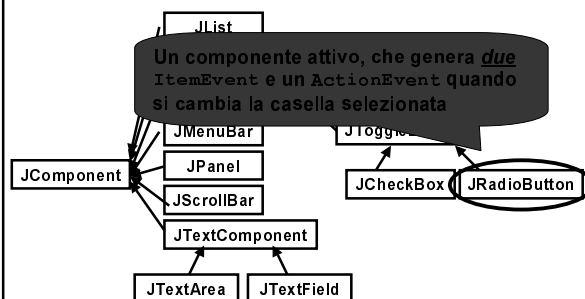 JList
Un componente attivo, che genera due
ItemEvent e un ActionEvent quando
si cambia la casella selezionata
JMenuBar
JComponent
JPanel
JCheckBox
JRadioButton
JScrollBar
JTextComponent
JTextArea
JTextField